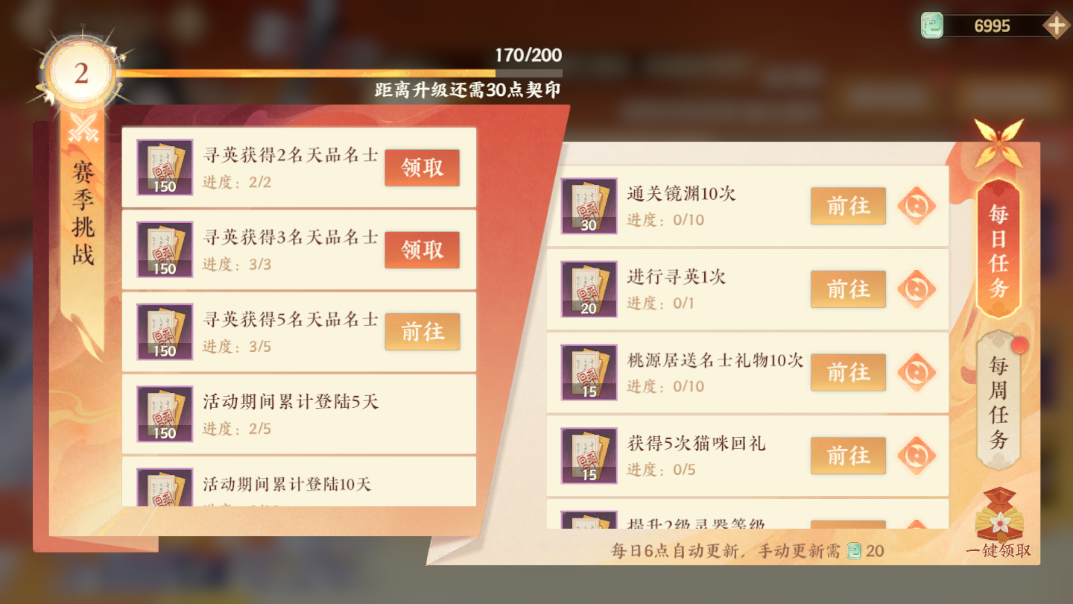 6995
2
170/200
距离升级还需30点契印
赛季挑战
150
寻英获得2名天品名士
进度：2/2
领取
150
寻英获得3名天品名士
进度：3/3
领取
150
寻英获得5名天品名士
进度：3/5
前往
150
活动期间累计登陆5天
进度：2/5
活动期间累计登陆10天
30
通关镜渊10次
进度：0/10
前往
20
进行寻英1次
进度：0/1
前往
15
桃源居送名士礼物10次
进度：0/10
前往
15
获得5次猫咪回礼
进度：0/5
前往
提升2级灵器等级
每日6点自动更新，手动更新需 20
每日任务
每周任务
一键领取